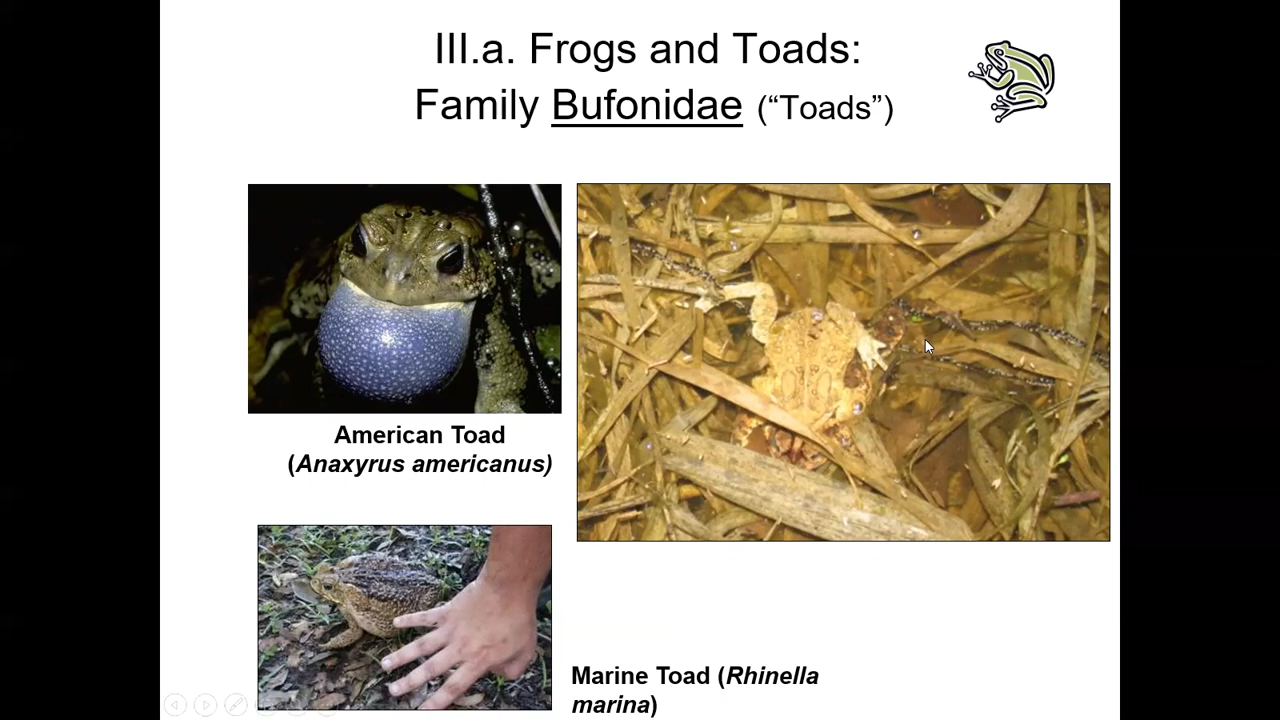 III.a. Frogs and Toads:
Family Bufonidae (“Toads”)
American Toad
(Anaxyrus americanus)
Marine Toad (Rhinella
marina)